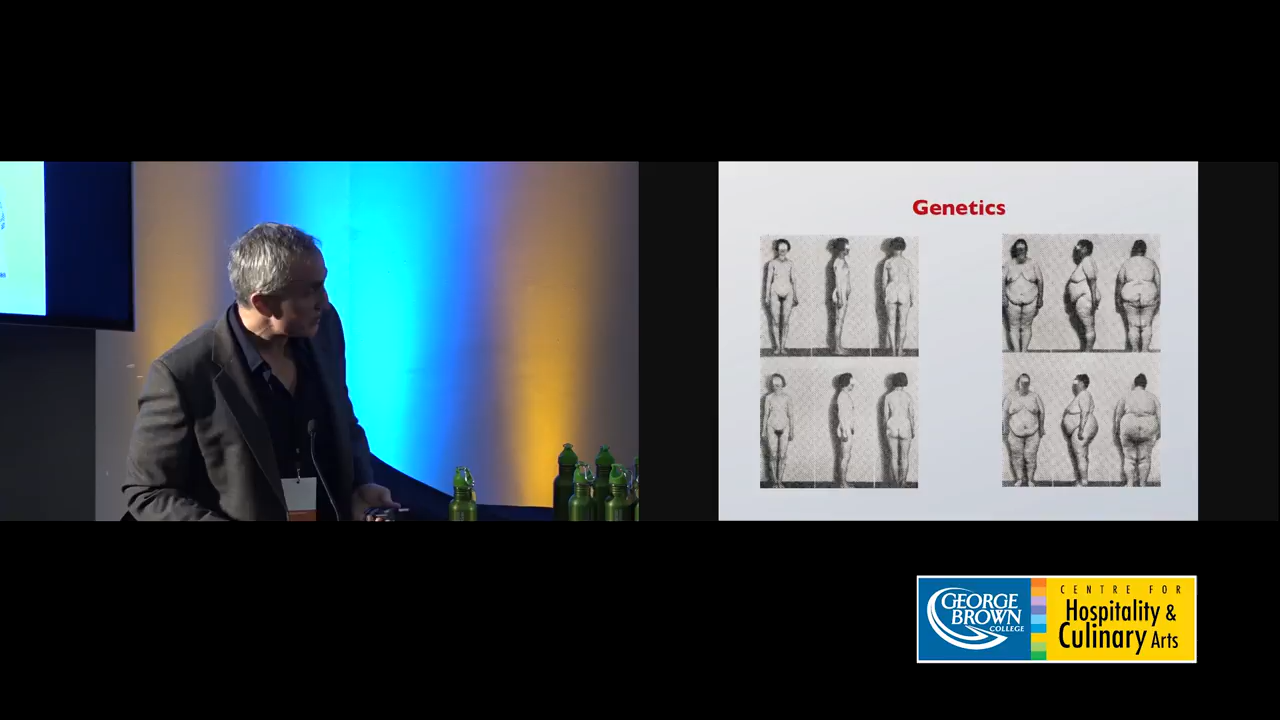 Genetics
GEORGE
BROWN
COLLEGE
CENTRE FOR
Hospitality &
Culinary Arts